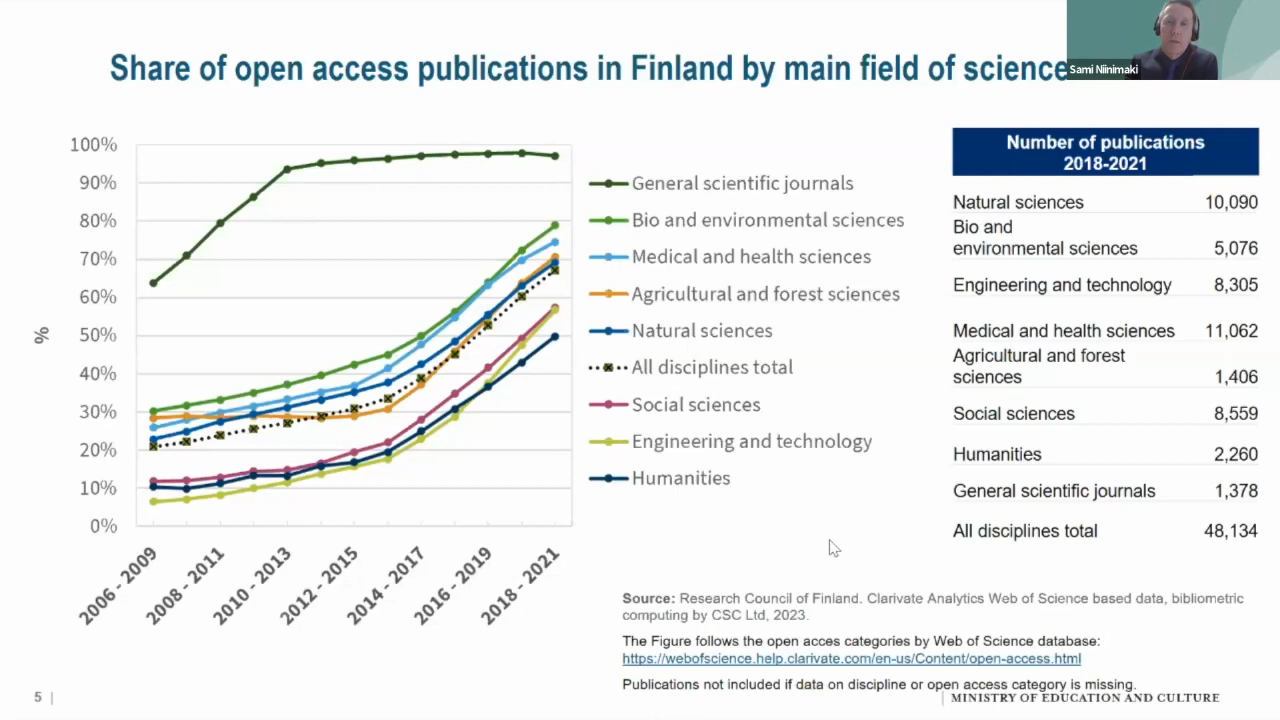 Share of open access publications in Finland by main field of science
Sami Niinimaki
100%
90%
80%
70%
60%
50%
40%
30%
20%
10%
0%
%
2006 - 2009
2008 - 2011
2010 - 2013
2012 - 2015
2014 - 2017
2016 - 2019
2018 - 2021
General scientific journals
Bio and environmental sciences
Medical and health sciences
Agricultural and forest sciences
Natural sciences
All disciplines total
Social sciences
Engineering and technology
Humanities
Number of publications
2018-2021
Natural sciences 10,090
Bio and
environmental sciences 5,076
Engineering and technology 8,305
Medical and health sciences 11,062
Agricultural and forest
sciences 1,406
Social sciences 8,559
Humanities 2,260
General scientific journals 1,378
All disciplines total 48,134
Source: Research Council of Finland. Clarivate Analytics Web of Science based data, bibliometric
computing by CSC Ltd, 2023.
The Figure follows the open acces categories by Web of Science database:
https://webofscience.help.clarivate.com/en-us/Content/open-access.html
Publications not included if data on discipline or open access category is missing.
5 |
| MINISTRY OF EDUCATION AND CULTURE